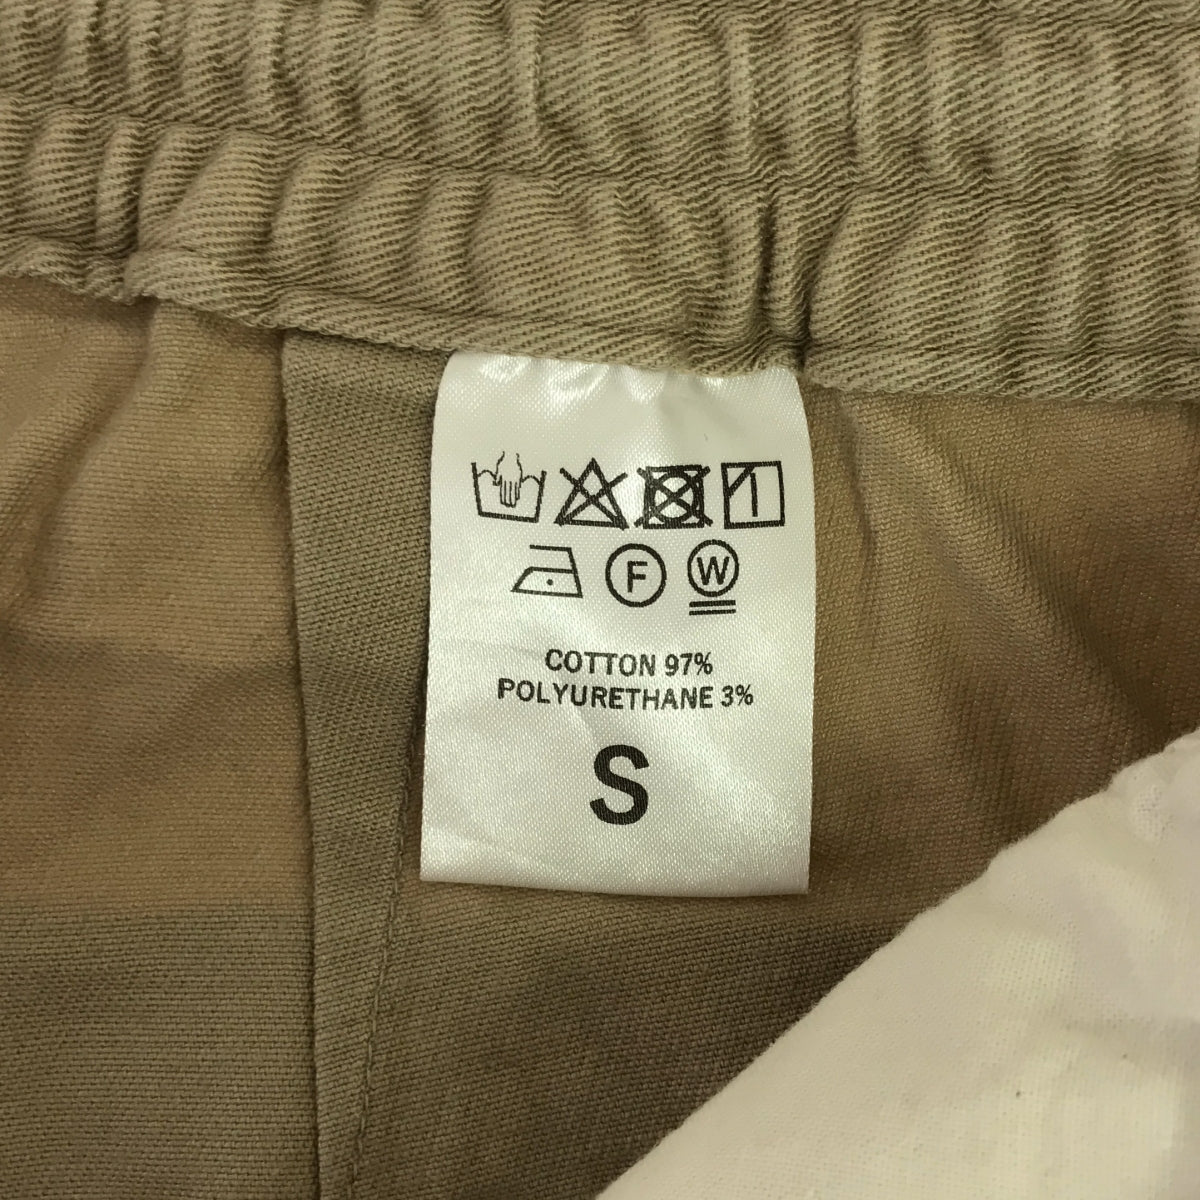 F W
COTTON 97%
POLYURETHANE 3%
S